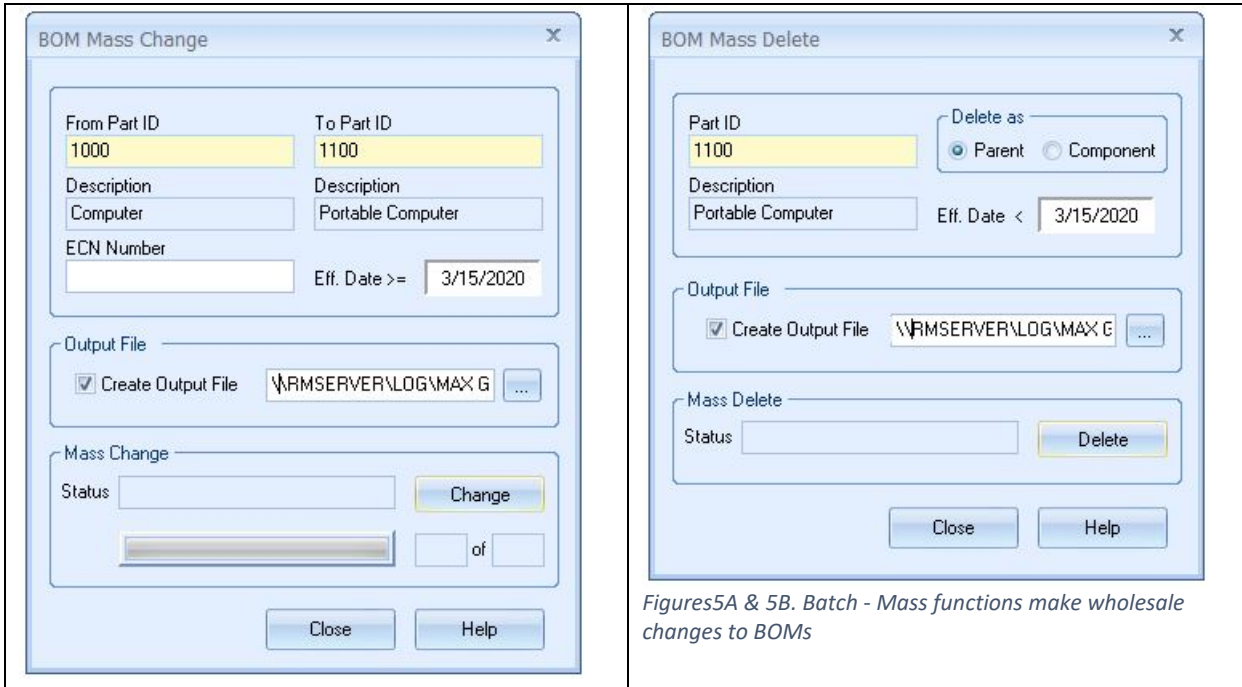 BOM Mass Change x
From Part ID To Part ID
1000 1100
Description Description
Computer Portable Computer
ECN Number
Eff. Date >= 3/15/2020
Output File
Create Output File \\RMSERVER\LOG\MAX G ...
Mass Change
Status Change
of
Close Help
BOM Mass Delete x
Part ID Delete as
1100 Parent Component
Description
Portable Computer Eff. Date < 3/15/2020
Output File
Create Output File \\RMSERVER\LOG\MAX G ...
Mass Delete
Status Delete
Close Help
Figures5A & 5B. Batch - Mass functions make wholesale
changes to BOMs